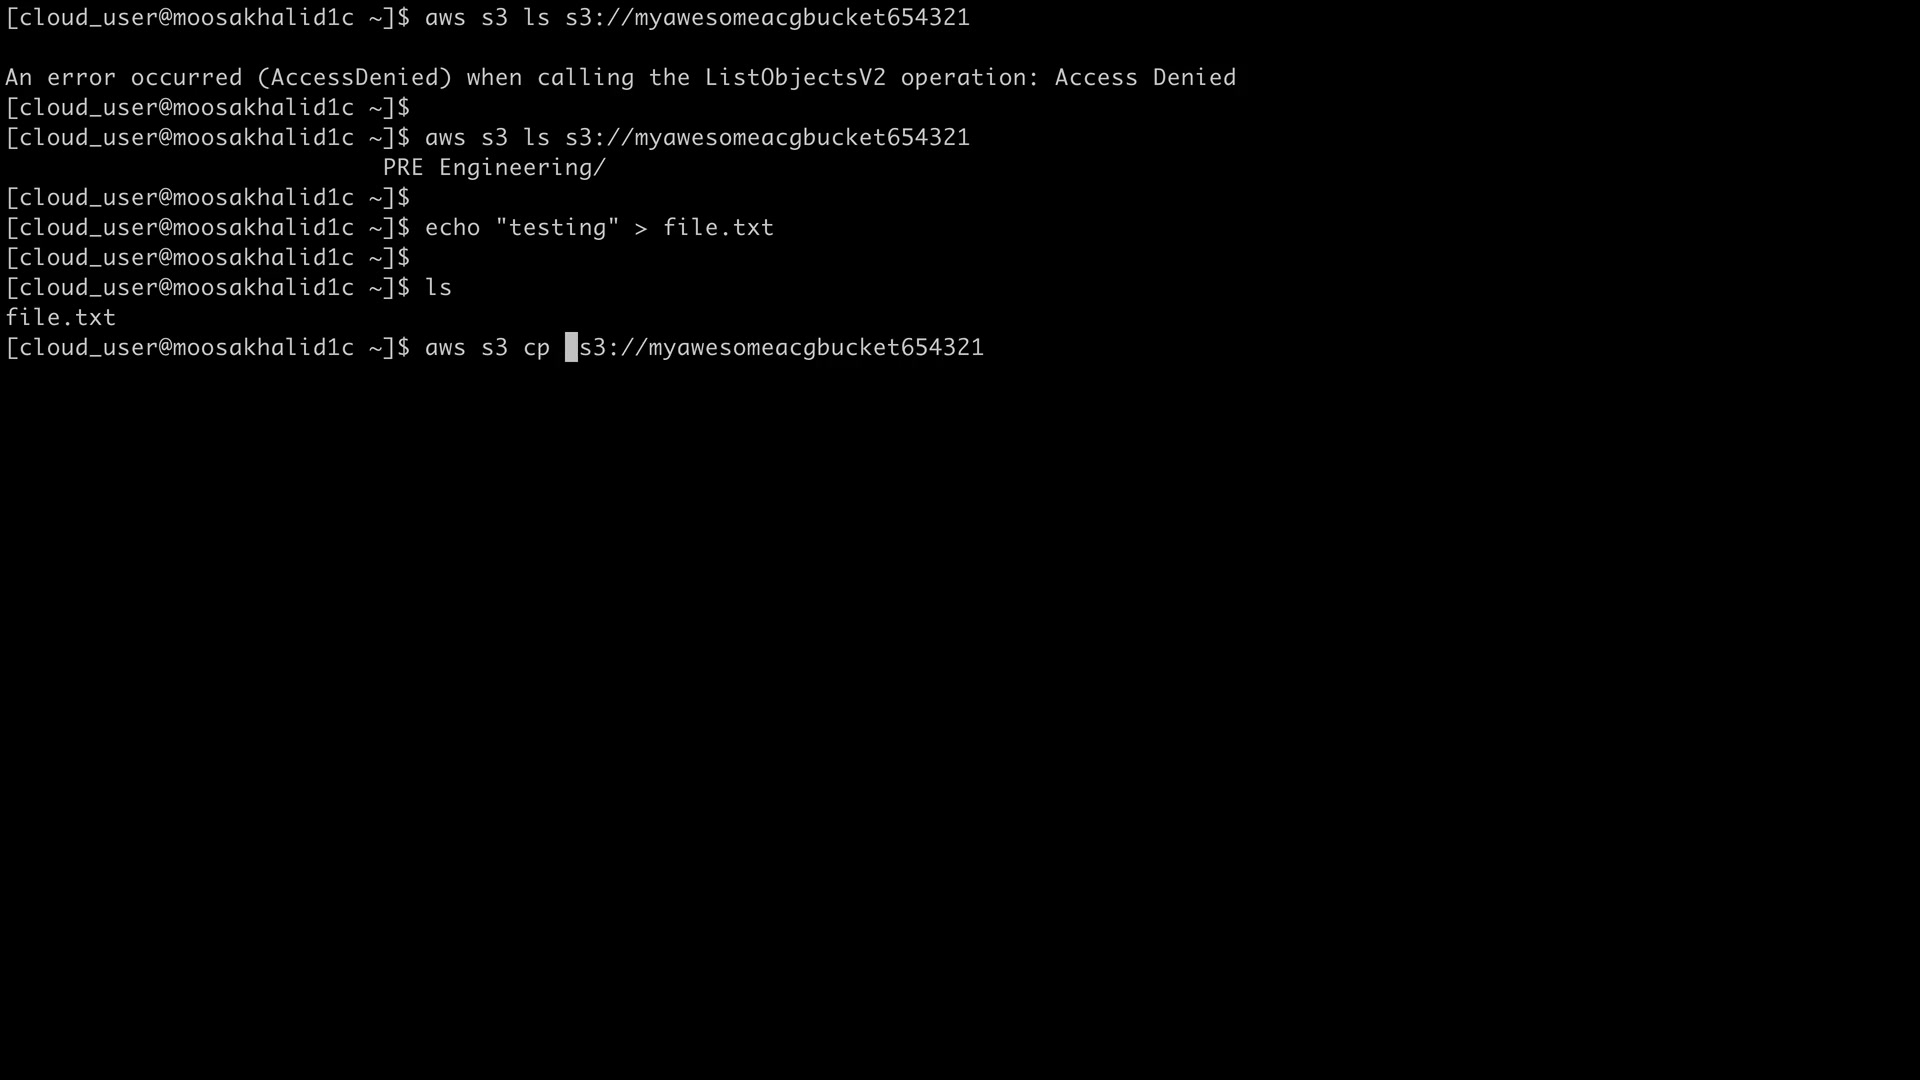 [cloud_user@moosakhalid1c ~]$ aws s3 ls s3://myawesomeacgbucket654321
An error occurred (AccessDenied) when calling the ListObjectsV2 operation: Access Denied
[cloud_user@moosakhalid1c ~]$
[cloud_user@moosakhalid1c ~]$ aws s3 ls s3://myawesomeacgbucket654321
PRE Engineering/
[cloud_user@moosakhalid1c ~]$
[cloud_user@moosakhalid1c ~]$ echo "testing" > file.txt
[cloud_user@moosakhalid1c ~]$
[cloud_user@moosakhalid1c ~]$ ls
file.txt
[cloud_user@moosakhalid1c ~]$ aws s3 cp s3://myawesomeacgbucket654321